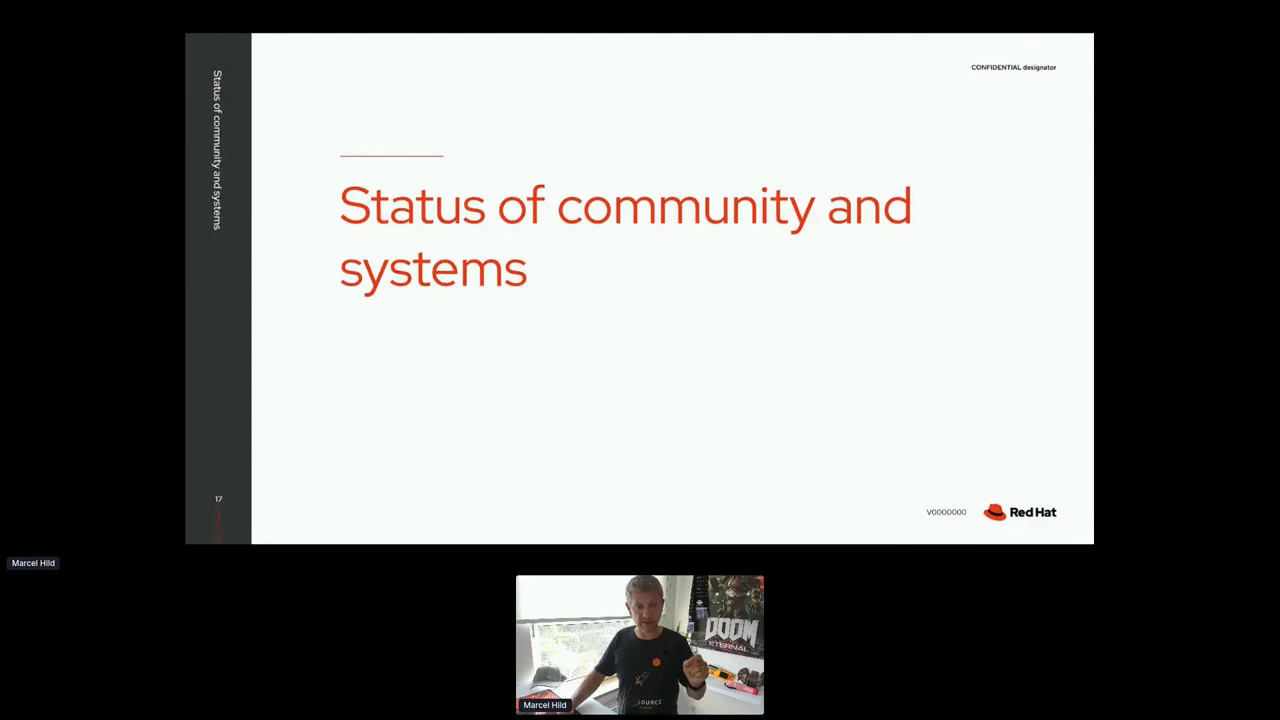 Status of community and systems
CONFIDENTIAL designator
Status of community and
systems
17
V0000000
Red Hat
Marcel Hild
DOOM
ETERNAL
SOURCE
Marcel Hild